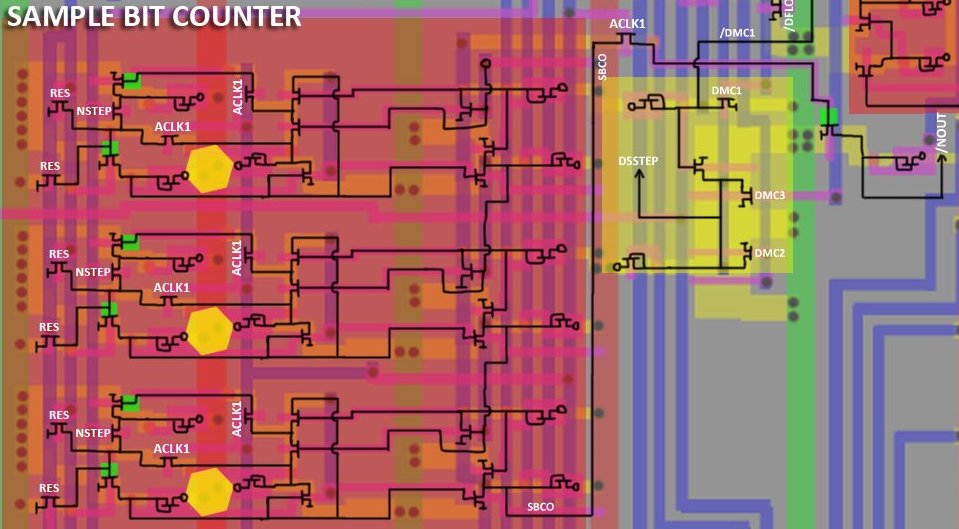 SAMPLE BIT COUNTER
ACLK1
/DFLO
/DMC1
SBCO
RES
NSTEP
ACLK1
ACLK1
RES
DMC1
/NOUT
DSSTEP
DMC3
DMC2
RES
NSTEP
ACLK1
ACLK1
RES
RES
NSTEP
ACLK1
ACLK1
RES
SBCO